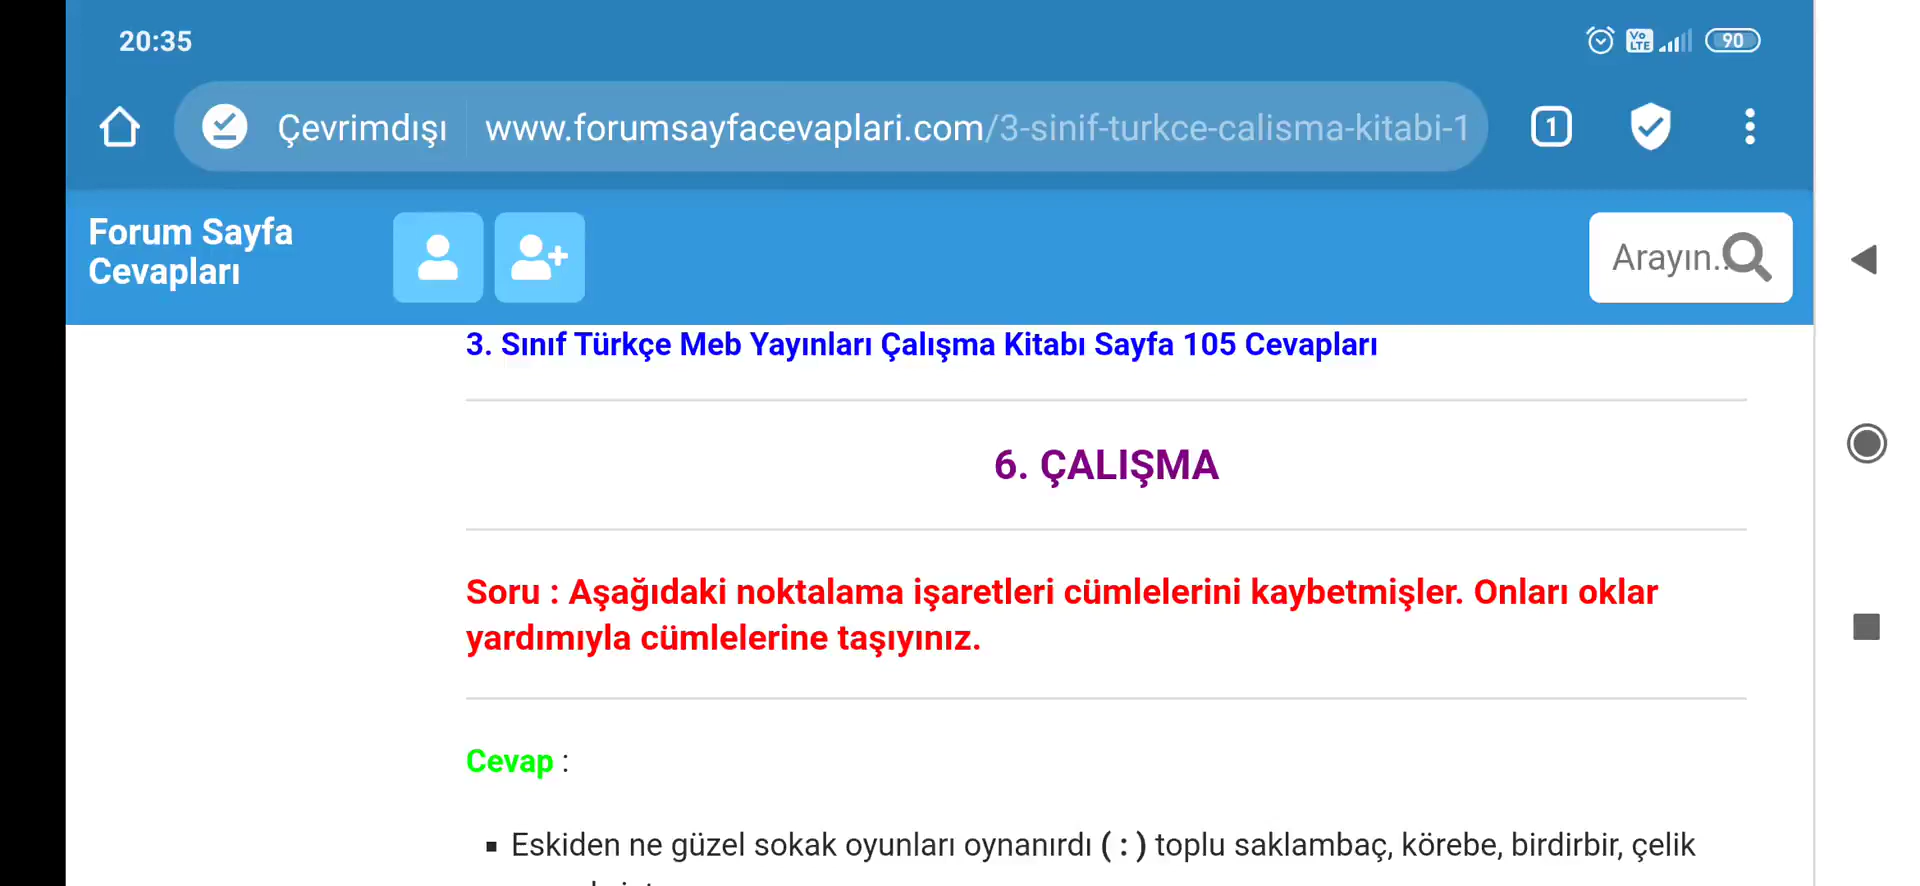 20:35
Vo LTE
90
Çevrimdışı www.forumsayfacevaplari.com/3-sinif-turkce-calisma-kitabi-1
1
Forum Sayfa
Cevapları
Arayın..
3. Sınıf Türkçe Meb Yayınları Çalışma Kitabı Sayfa 105 Cevapları
6. ÇALIŞMA
Soru : Aşağıdaki noktalama işaretleri cümlelerini kaybetmişler. Onları oklar
yardımıyla cümlelerine taşıyınız.
Cevap :
▪ Eskiden ne güzel sokak oyunları oynanırdı ( : ) toplu saklambaç, körebe, birdirbir, çelik